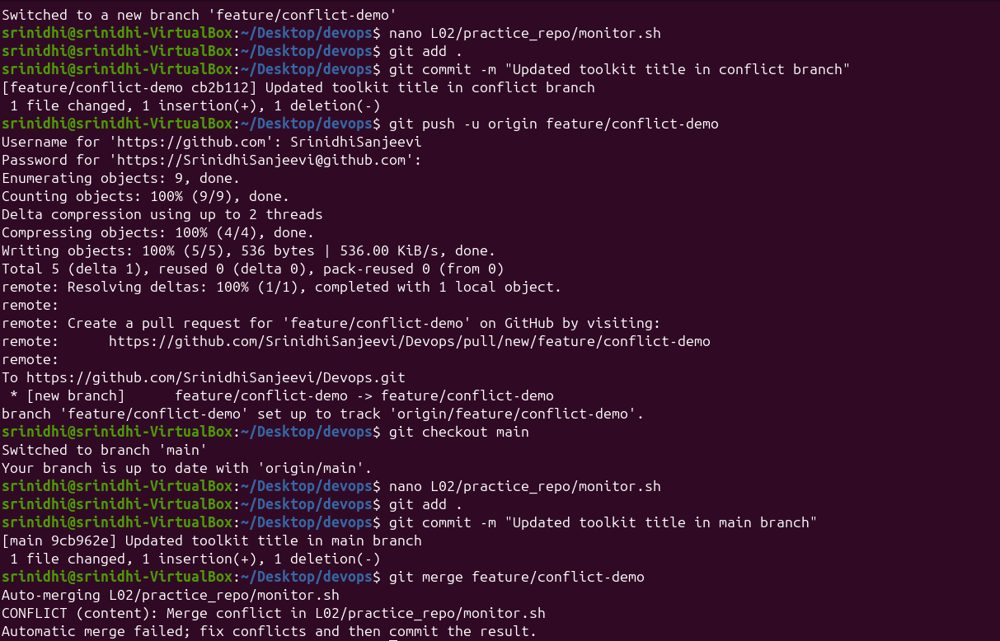 Switched to a new branch 'feature/conflict-demo'
srinidhi@srinidhi-VirtualBox:~/Desktop/devops$ nano L02/practice_repo/monitor.sh
srinidhi@srinidhi-VirtualBox:~/Desktop/devops$ git add .
srinidhi@srinidhi-VirtualBox:~/Desktop/devops$ git commit -m "Updated toolkit title in conflict branch"
[feature/conflict-demo cb2b112] Updated toolkit title in conflict branch
 1 file changed, 1 insertion(+), 1 deletion(-)
srinidhi@srinidhi-VirtualBox:~/Desktop/devops$ git push -u origin feature/conflict-demo
Username for 'https://github.com': SrinidhiSanjeevi
Password for 'https://SrinidhiSanjeevi@github.com':
Enumerating objects: 9, done.
Counting objects: 100% (9/9), done.
Delta compression using up to 2 threads
Compressing objects: 100% (4/4), done.
Writing objects: 100% (5/5), 536 bytes | 536.00 KiB/s, done.
Total 5 (delta 1), reused 0 (delta 0), pack-reused 0 (from 0)
remote: Resolving deltas: 100% (1/1), completed with 1 local object.
remote:
remote: Create a pull request for 'feature/conflict-demo' on GitHub by visiting:
remote:      https://github.com/SrinidhiSanjeevi/Devops/pull/new/feature/conflict-demo
remote:
To https://github.com/SrinidhiSanjeevi/Devops.git
 * [new branch]      feature/conflict-demo -> feature/conflict-demo
branch 'feature/conflict-demo' set up to track 'origin/feature/conflict-demo'.
srinidhi@srinidhi-VirtualBox:~/Desktop/devops$ git checkout main
Switched to branch 'main'
Your branch is up to date with 'origin/main'.
srinidhi@srinidhi-VirtualBox:~/Desktop/devops$ nano L02/practice_repo/monitor.sh
srinidhi@srinidhi-VirtualBox:~/Desktop/devops$ git add .
srinidhi@srinidhi-VirtualBox:~/Desktop/devops$ git commit -m "Updated toolkit title in main branch"
[main 9cb962e] Updated toolkit title in main branch
 1 file changed, 1 insertion(+), 1 deletion(-)
srinidhi@srinidhi-VirtualBox:~/Desktop/devops$ git merge feature/conflict-demo
Auto-merging L02/practice_repo/monitor.sh
CONFLICT (content): Merge conflict in L02/practice_repo/monitor.sh
Automatic merge failed; fix conflicts and then commit the result.